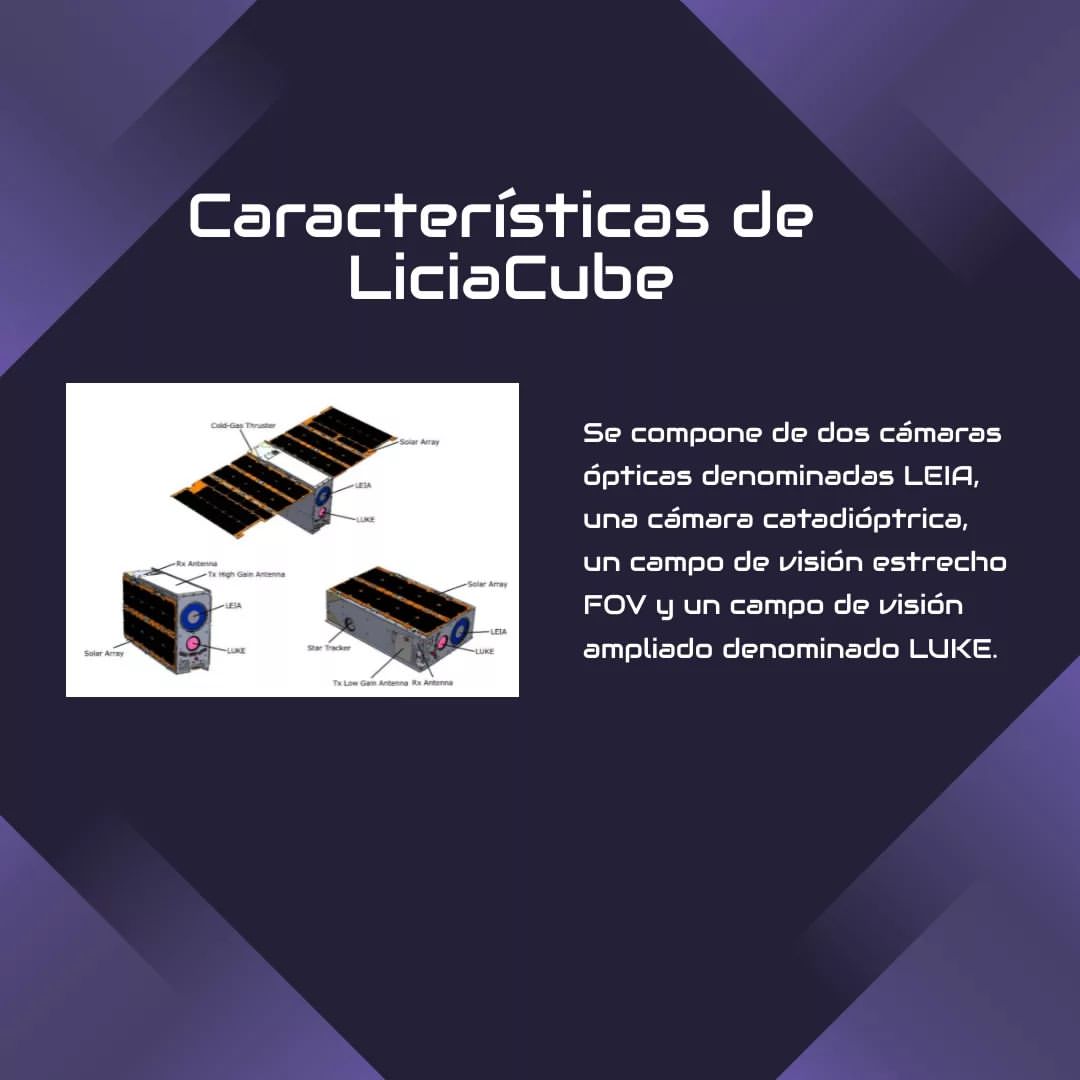 Características de
LiciaCube
Cold-Gas Thruster
Solar Array
LEIA
LUKE
Rx Antenna
Tx High Gain Antenna
LEIA
LUKE
Solar Array
Solar Array
Star Tracker
LEIA
LUKE
Tx Low Gain Antenna
Rx Antenna
Se compone de dos cámaras
ópticas denominadas LEIA,
una cámara catadióptrica,
un campo de visión estrecho
FOV y un campo de visión
ampliado denominado LUKE.